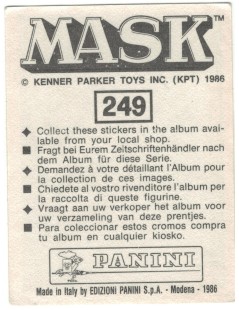 MASK™
© KENNER PARKER TOYS INC. (KPT) 1986
249
Collect these stickers in the album avai-
lable from your local shop.
Fragt bei Eurem Zeitschriftenhändler nach
dem Album für diese Serie.
Demandez à votre détaillant l'Album pour
la collection de ces images.
Chiedete al vostro rivenditore l'album per
la raccolta di queste figurine.
Vraagt aan uw verkoper het album voor
uw verzameling van deze prentjes.
Para coleccionar estos cromos compra
tu album en cualquier kiosko.
PANINI
Made in Italy by EDIZIONI PANINI S.p.A. - Modena - 1986